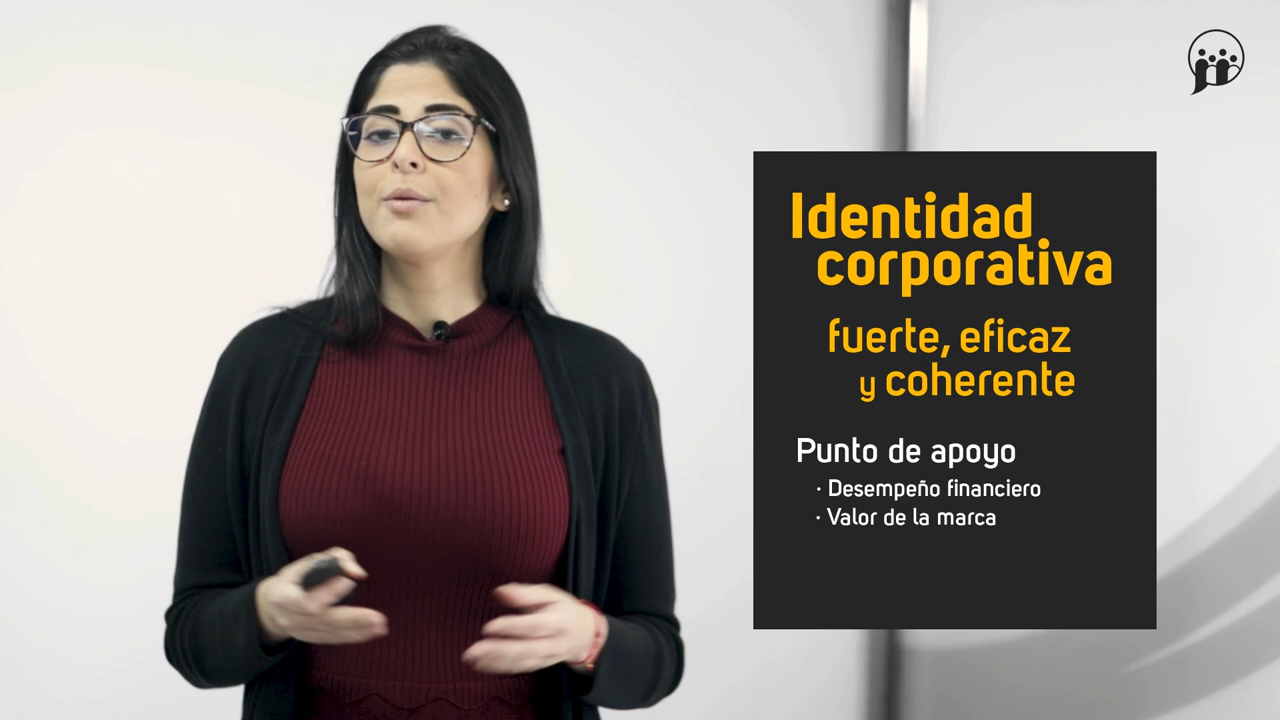 Identidad
corporativa
fuerte, eficaz
y coherente
Punto de apoyo
· Desempeño financiero
· Valor de la marca